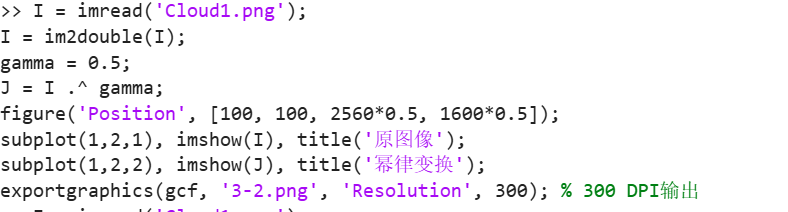 >> I = imread('Cloud1.png');
I = im2double(I);
gamma = 0.5;
J = I .^ gamma;
figure('Position', [100, 100, 2560*0.5, 1600*0.5]);
subplot(1,2,1), imshow(I), title('原图像');
subplot(1,2,2), imshow(J), title('幂律变换');
exportgraphics(gcf, '3-2.png', 'Resolution', 300); % 300 DPI输出